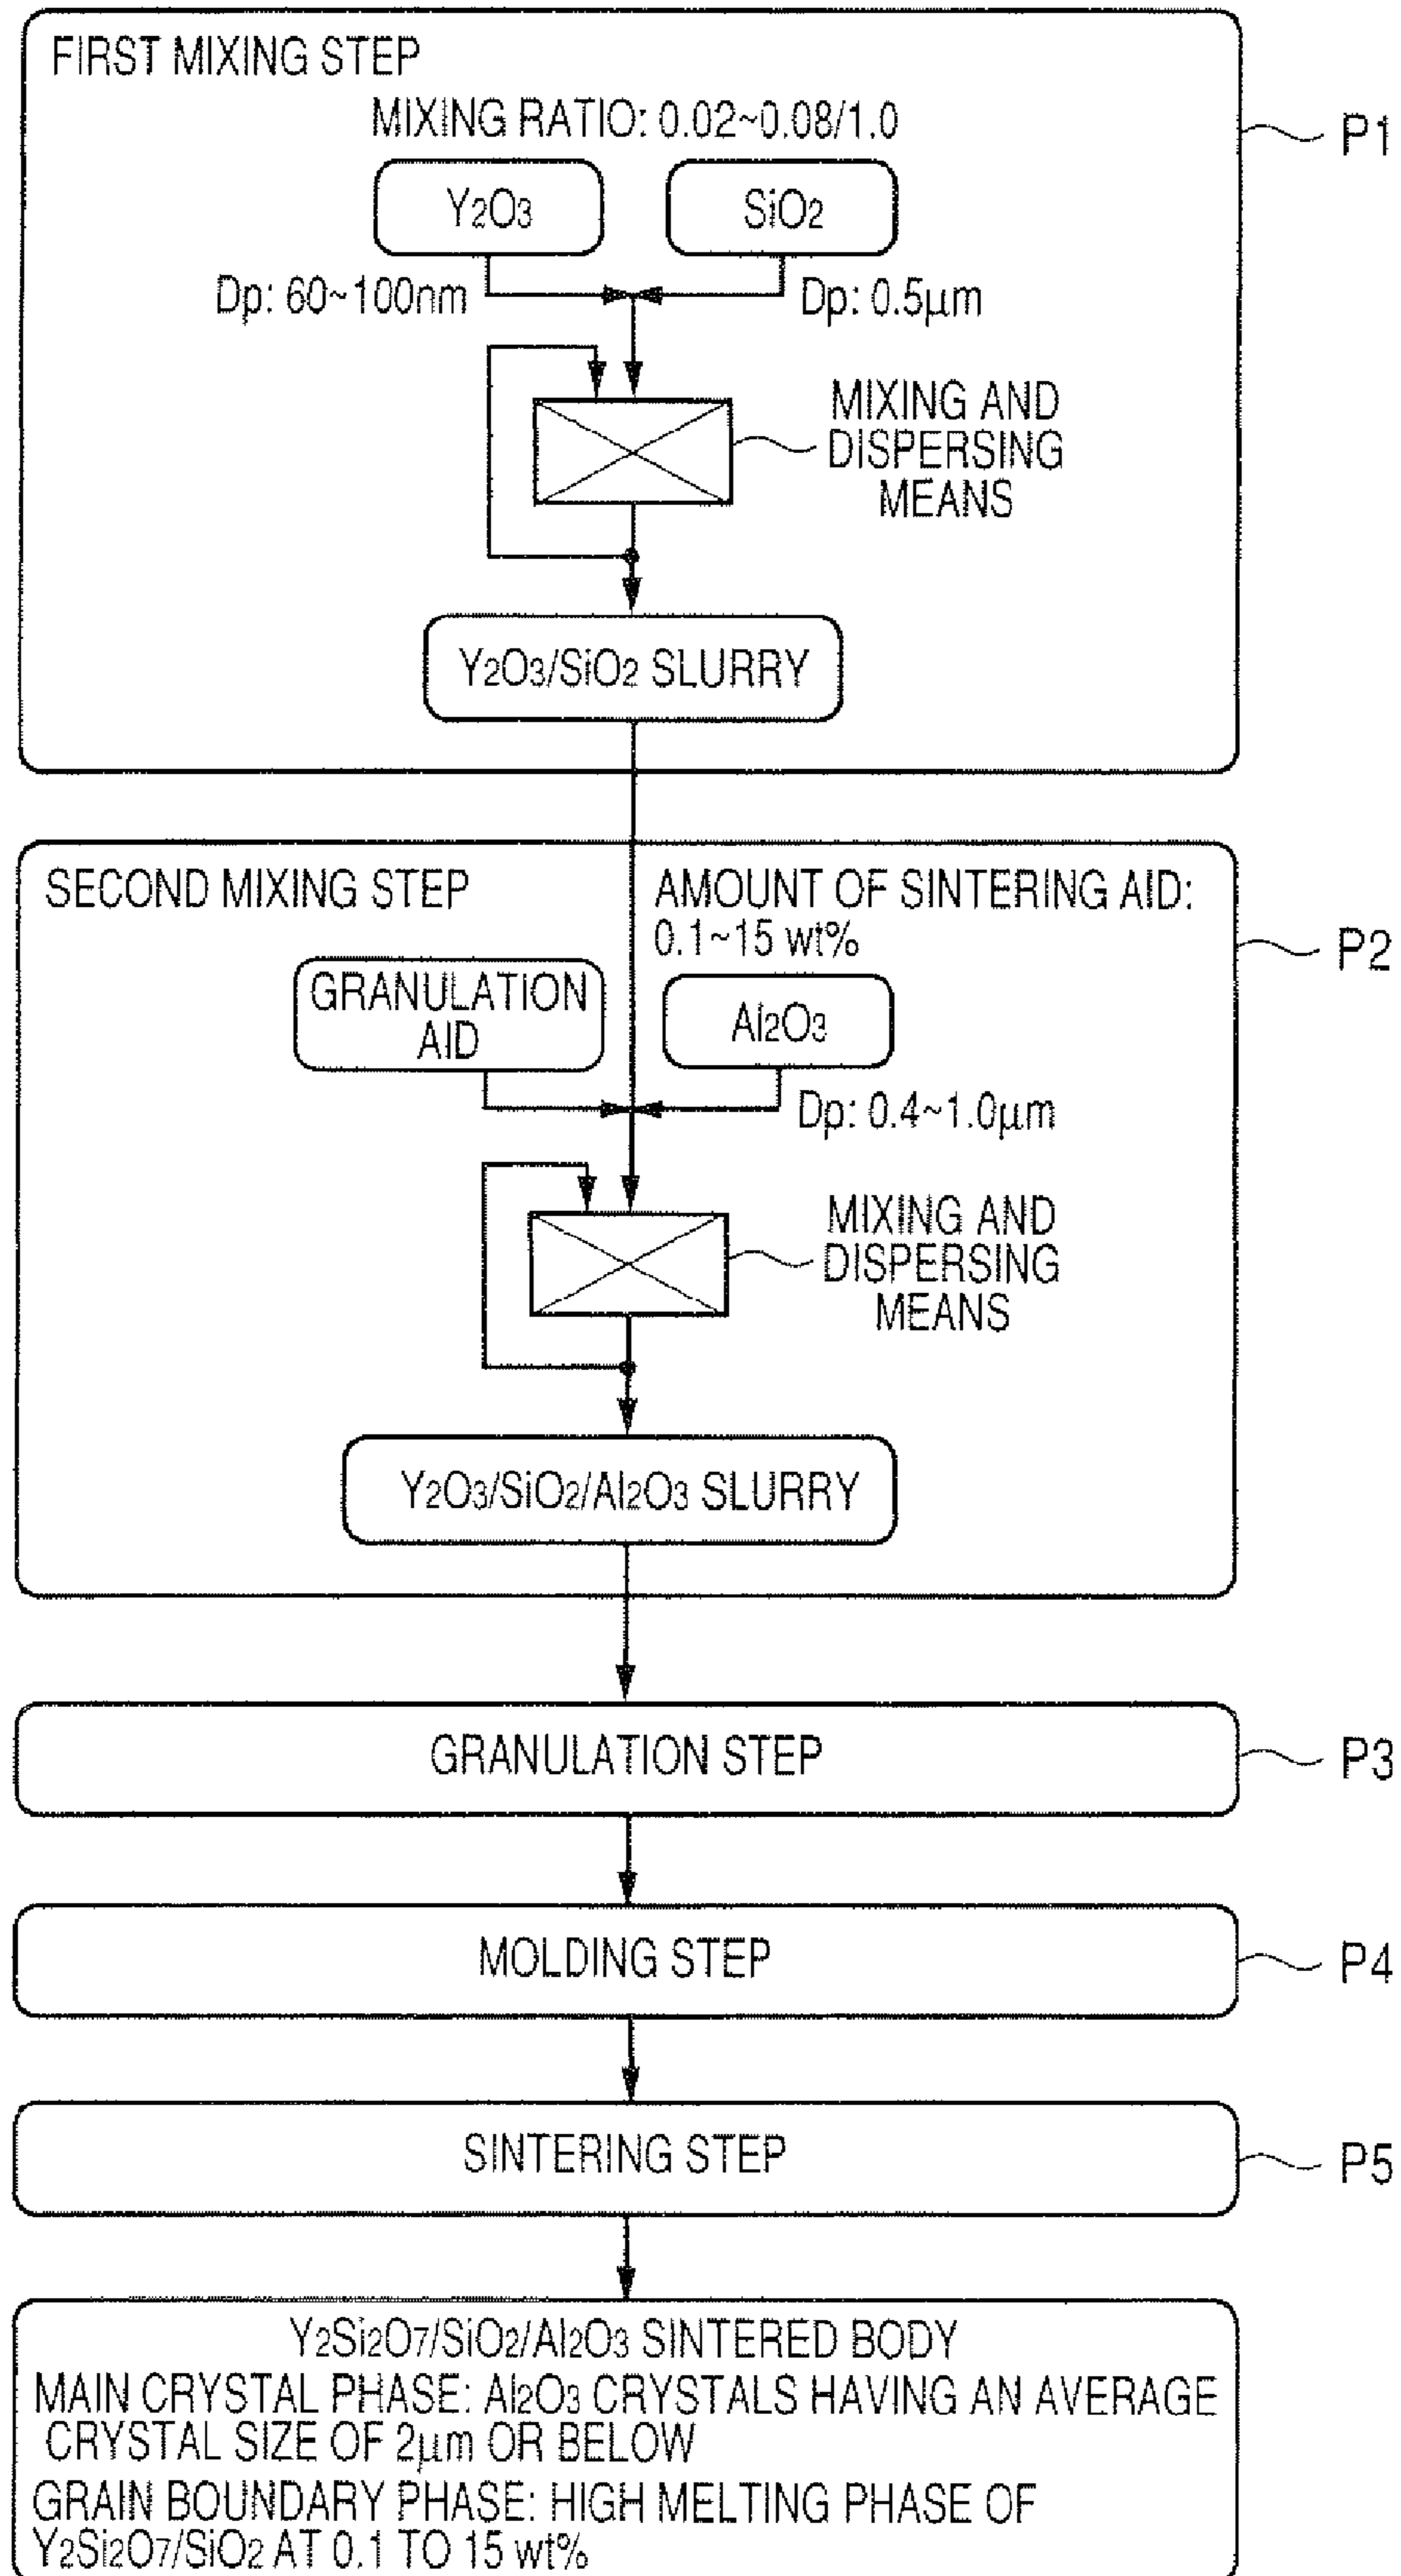 FIRST MIXING STEP
MIXING RATIO: 0.02~0.08/1.0
P1
Y2O3
SiO2
Dp: 60~100nm
Dp: 0.5μm
MIXING AND
DISPERSING
MEANS
Y2O3/SiO2 SLURRY
SECOND MIXING STEP
AMOUNT OF SINTERING AID:
0.1~15 wt%
P2
GRANULATION
AID
Al2O3
Dp: 0.4~1.0μm
MIXING AND
DISPERSING
MEANS
Y2O3/SiO2/Al2O3 SLURRY
GRANULATION STEP
P3
MOLDING STEP
P4
SINTERING STEP
P5
Y2Si2O7/SiO2/Al2O3 SINTERED BODY
MAIN CRYSTAL PHASE: Al2O3 CRYSTALS HAVING AN AVERAGE
CRYSTAL SIZE OF 2μm OR BELOW
GRAIN BOUNDARY PHASE: HIGH MELTING PHASE OF
Y2Si2O7/SiO2 AT 0.1 TO 15 wt%